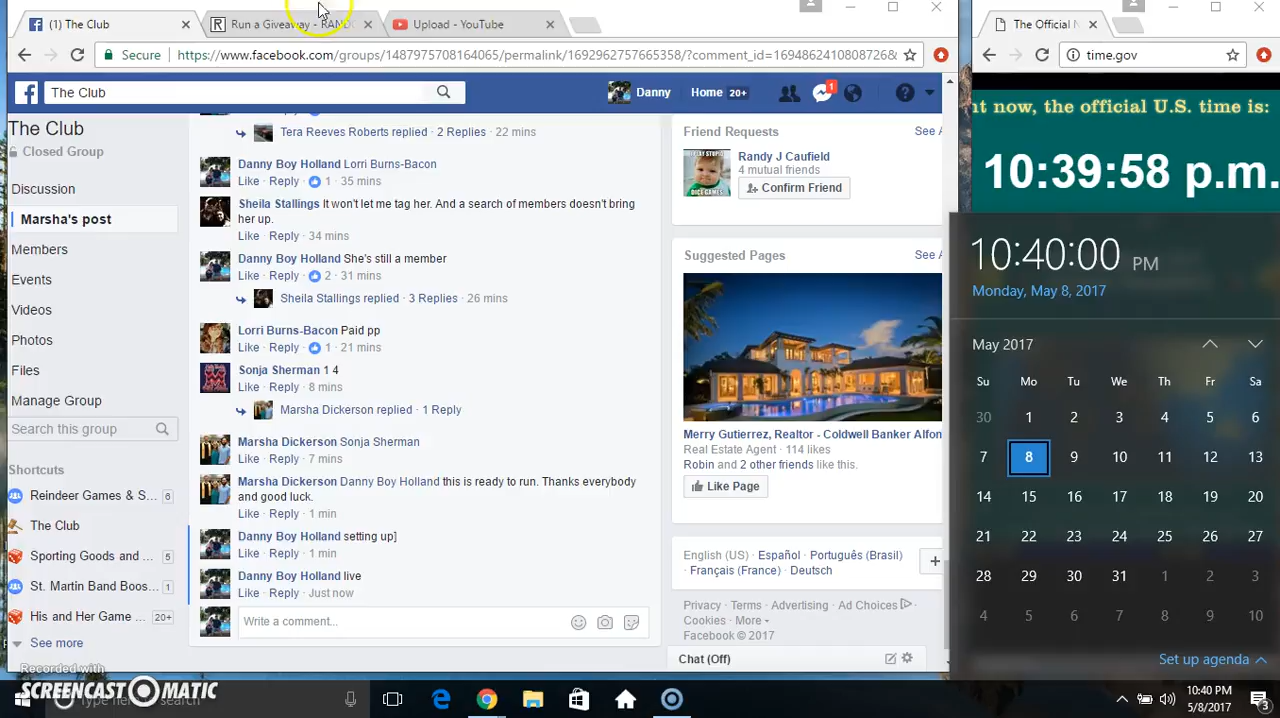 (1) The Club
Run a Giveaway - RAND
Upload - YouTube
The Official N
Secure
https://www.facebook.com/groups/1487975708164065/permalink/1692962757665358/?comment_id=1694862410808726&
time.gov
The Club
Danny
Home 20+
1
The Club
Closed Group
Discussion
Marsha's post
Members
Events
Videos
Photos
Files
Manage Group
Search this group
Shortcuts
Reindeer Games & S... 6
The Club
Sporting Goods and ... 5
St. Martin Band Boos... 1
His and Her Game ... 20+
See more
Tera Reeves Roberts replied · 2 Replies · 22 mins
Danny Boy Holland Lorri Burns-Bacon
Like · Reply · 1 · 35 mins
Sheila Stallings It won't let me tag her. And a search of members doesn't bring
her up.
Like · Reply · 34 mins
Danny Boy Holland She's still a member
Like · Reply · 2 · 31 mins
Sheila Stallings replied · 3 Replies · 26 mins
Lorri Burns-Bacon Paid pp
Like · Reply · 1 · 21 mins
Sonja Sherman 1 4
Like · Reply · 8 mins
Marsha Dickerson replied · 1 Reply
Marsha Dickerson Sonja Sherman
Like · Reply · 7 mins
Marsha Dickerson Danny Boy Holland this is ready to run. Thanks everybody
and good luck.
Like · Reply · 1 min
Danny Boy Holland setting up]
Like · Reply · 1 min
Danny Boy Holland live
Like · Reply · Just now
Write a comment...
Friend Requests
See A
Randy J Caufield
4 mutual friends
Confirm Friend
Suggested Pages
See A
Merry Gutierrez, Realtor - Coldwell Banker Alfon
Real Estate Agent · 114 likes
Robin and 2 other friends like this.
Like Page
English (US) · Español · Português (Brasil) ·
Français (France) · Deutsch
Privacy · Terms · Advertising · Ad Choices
Cookies · More
Facebook © 2017
Chat (Off)
nt now, the official U.S. time is:
10:39:58 p.m.
10:40:00 PM
Monday, May 8, 2017
May 2017
Su Mo Tu We Th Fr Sa
30 1 2 3 4 5 6
7 8 9 10 11 12 13
14 15 16 17 18 19 20
21 22 23 24 25 26 27
28 29 30 31 1 2 3
4 5 6 7 8 9 10
Set up agenda
Recorded with
SCREENCAST O MATIC
search
10:40 PM
5/8/2017
3